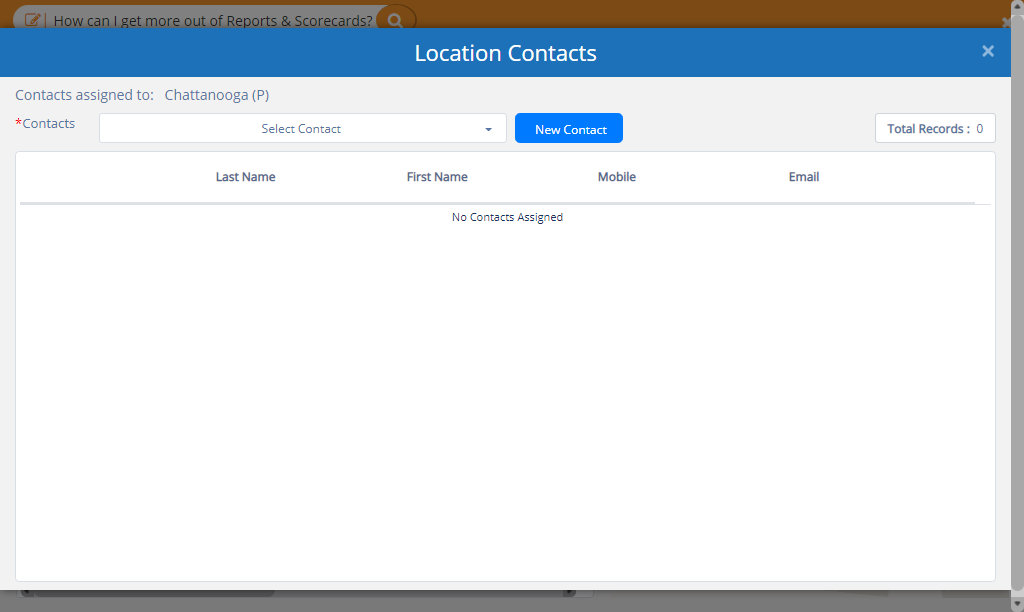 How can I get more out of Reports & Scorecards?
Location Contacts
Contacts assigned to: Chattanooga (P)
*Contacts
Select Contact
New Contact
Total Records : 0
Last Name First Name Mobile Email
No Contacts Assigned